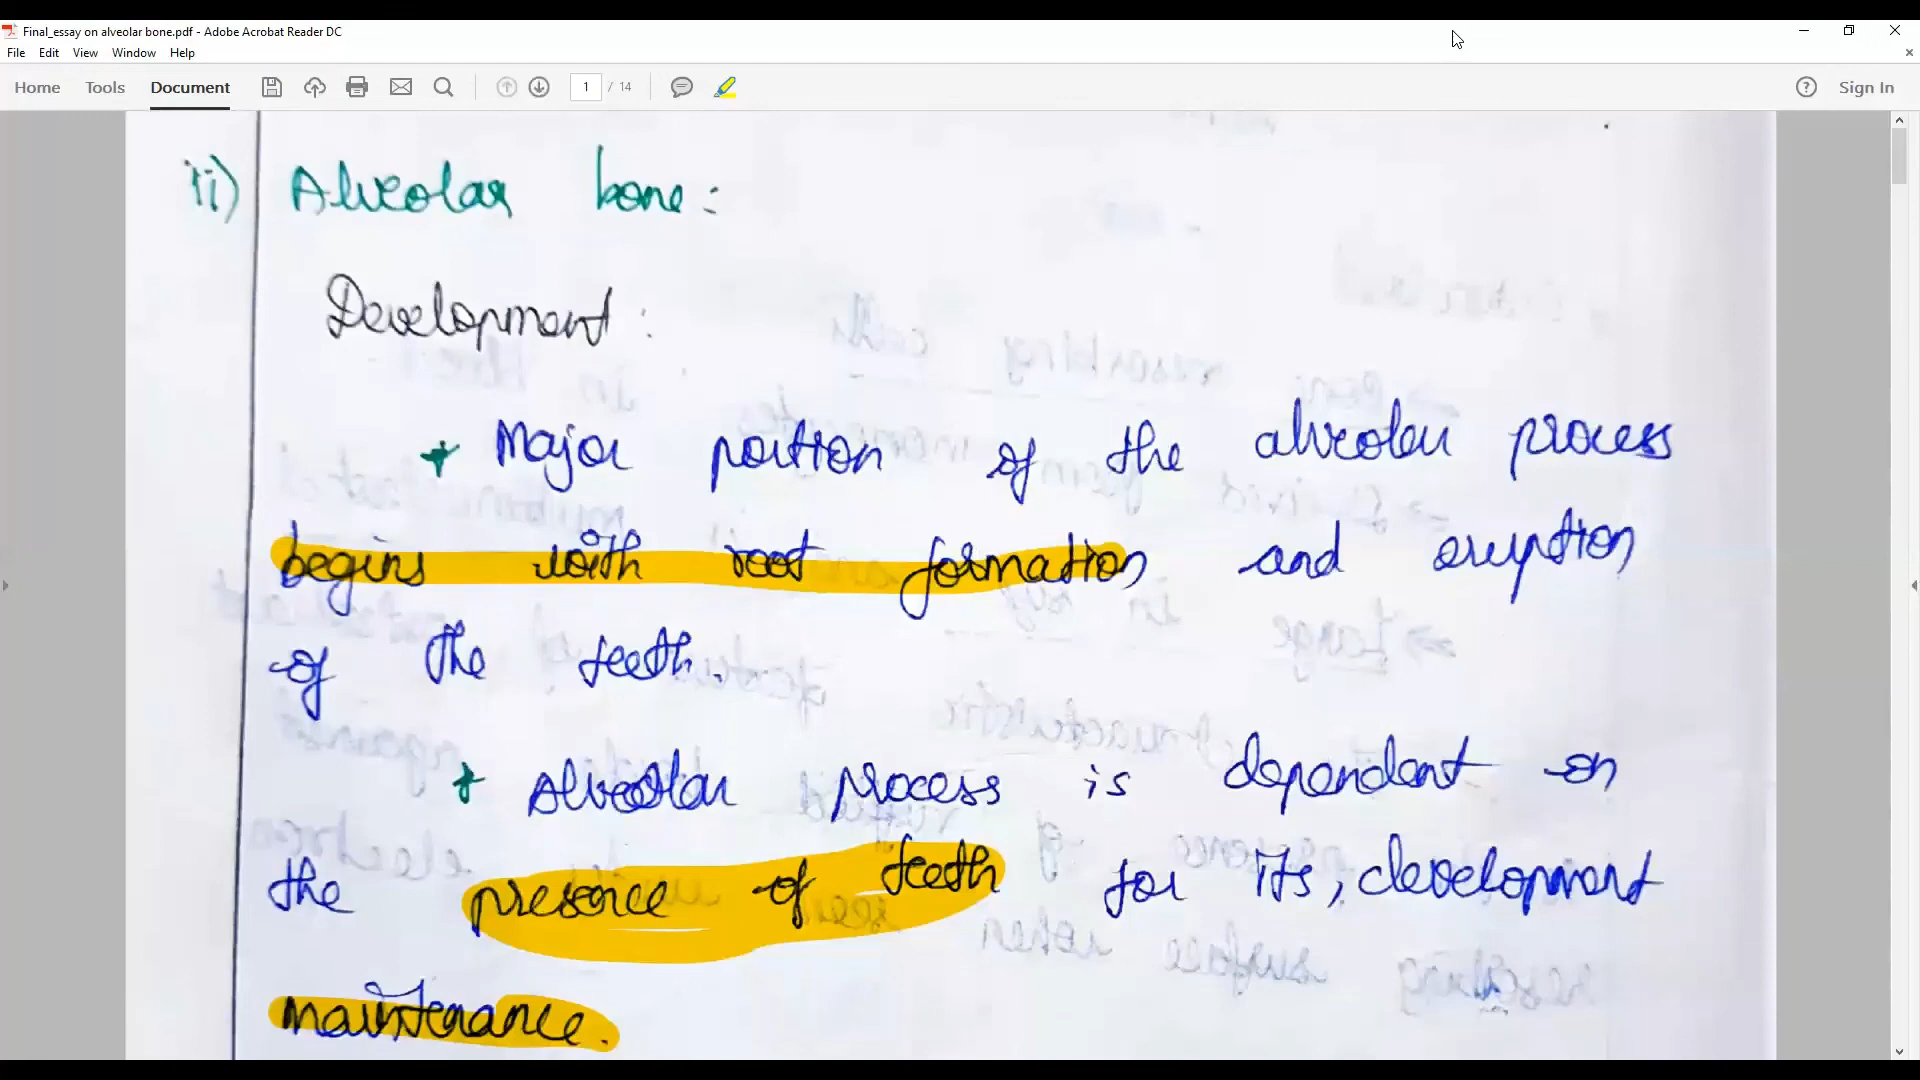 Final_essay on alveolar bone.pdf - Adobe Acrobat Reader DC
File Edit View Window Help
Home Tools Document 1 / 14 Sign In
ii) Alveolar bone:
Development:
+ Major portion of the alveolar process
begins with root formation and eruption
of the teeth.
+ Alveolar process is dependent on
the presence of teeth for its, development
maintenance.